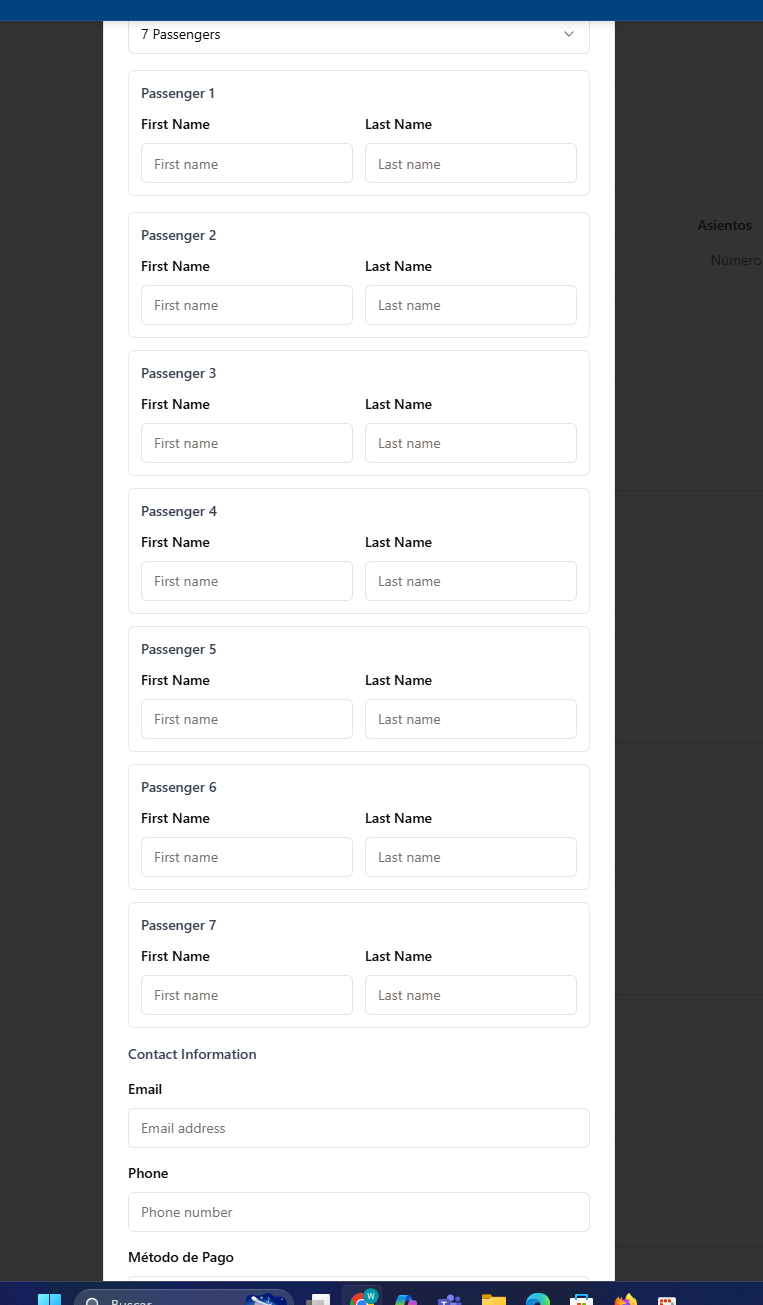 7 Passengers
Passenger 1
First Name Last Name
First name Last name
Asientos
Passenger 2
Número
First Name Last Name
First name Last name
Passenger 3
First Name Last Name
First name Last name
Passenger 4
First Name Last Name
First name Last name
Passenger 5
First Name Last Name
First name Last name
Passenger 6
First Name Last Name
First name Last name
Passenger 7
First Name Last Name
First name Last name
Contact Information
Email
Email address
Phone
Phone number
Método de Pago
Buscar
W